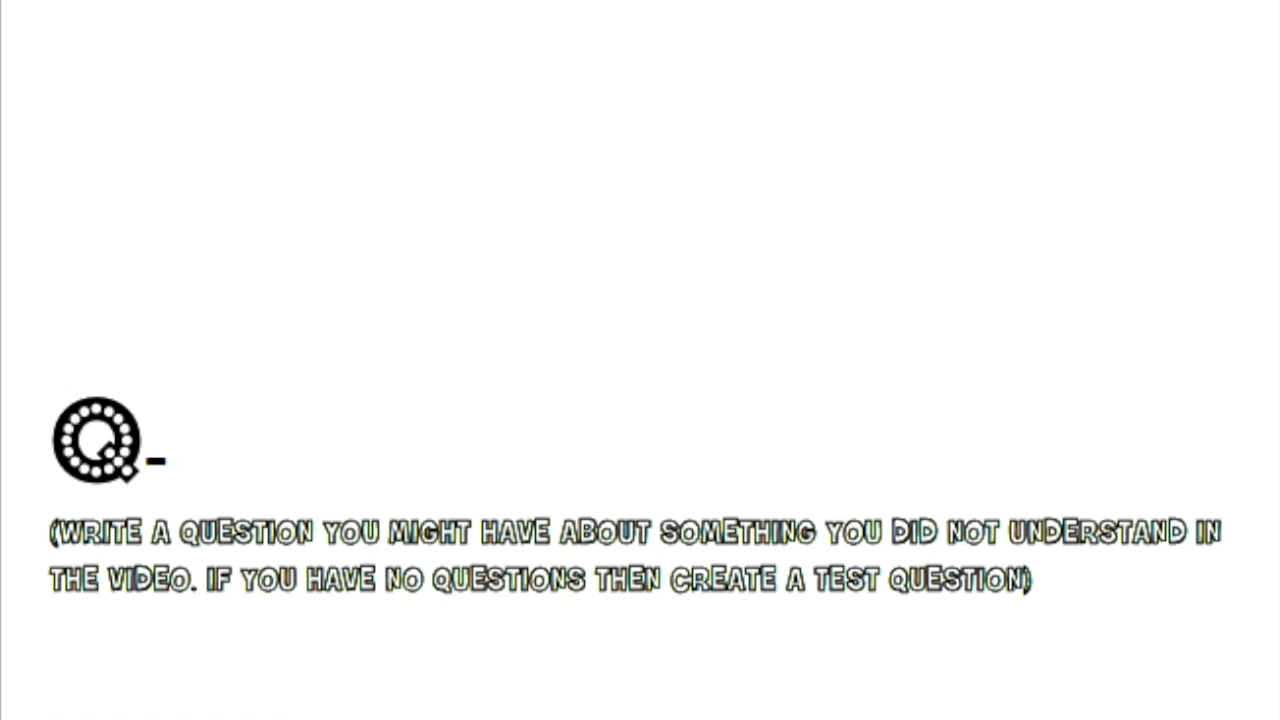 Q-
(WRITE A QUESTION YOU MIGHT HAVE ABOUT SOMETHING YOU DID NOT UNDERSTAND IN
THE VIDEO. IF YOU HAVE NO QUESTIONS THEN CREATE A TEST QUESTION)